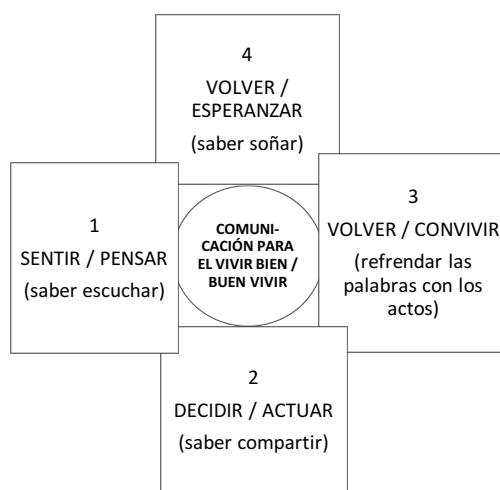 4
VOLVER /
ESPERANZAR
(saber soñar)
1
SENTIR / PENSAR
(saber escuchar)
COMUNI-
CACIÓN PARA
EL VIVIR BIEN /
BUEN VIVIR
3
VOLVER / CONVIVIR
(refrendar las
palabras con los
actos)
2
DECIDIR / ACTUAR
(saber compartir)